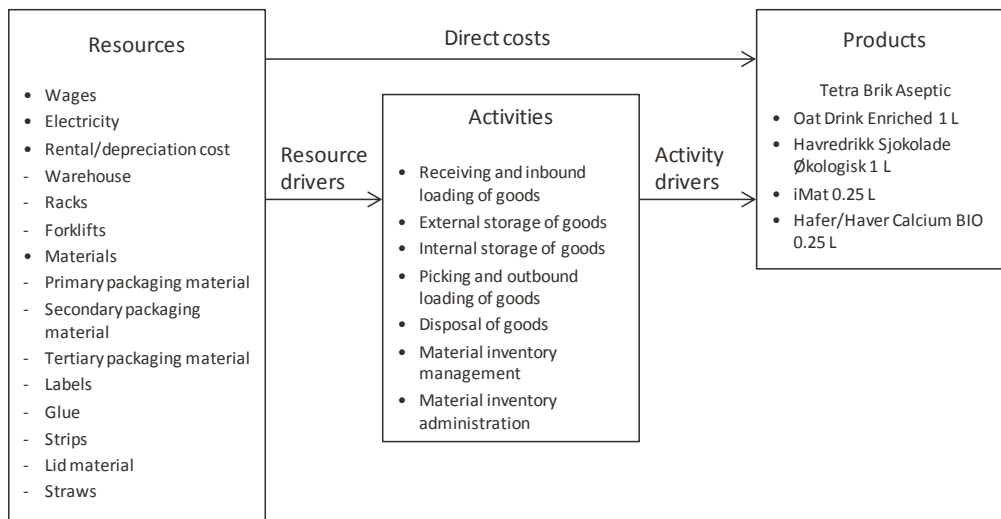 Resources
• Wages
• Electricity
• Rental/depreciation cost
- Warehouse
- Racks
- Forklifts
• Materials
- Primary packaging material
- Secondary packaging
material
- Tertiary packaging material
- Labels
- Glue
- Strips
- Lid material
- Straws
Direct costs
Resource
drivers
Activities
• Receiving and inbound
loading of goods
• External storage of goods
• Internal storage of goods
• Picking and outbound
loading of goods
• Disposal of goods
• Material inventory
management
• Material inventory
administration
Activity
drivers
Products
Tetra Brik Aseptic
• Oat Drink Enriched 1 L
• Havredrikk Sjokolade
Økologisk 1 L
• iMat 0.25 L
• Hafer/Haver Calcium BIO
0.25 L